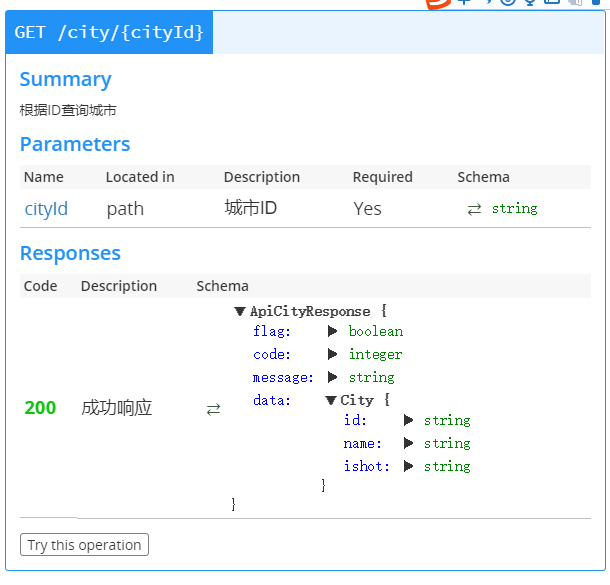 GET /city/{cityId}
Summary
根据ID查询城市
Parameters
Name Located in Description Required Schema
cityId path 城市ID Yes ⇄ string
Responses
Code Description Schema
▼ApiCityResponse {
flag: ▶ boolean
code: ▶ integer
message: ▶ string
data: ▼City {
200 成功响应 ⇄
id: ▶ string
name: ▶ string
ishot: ▶ string
}
}
Try this operation